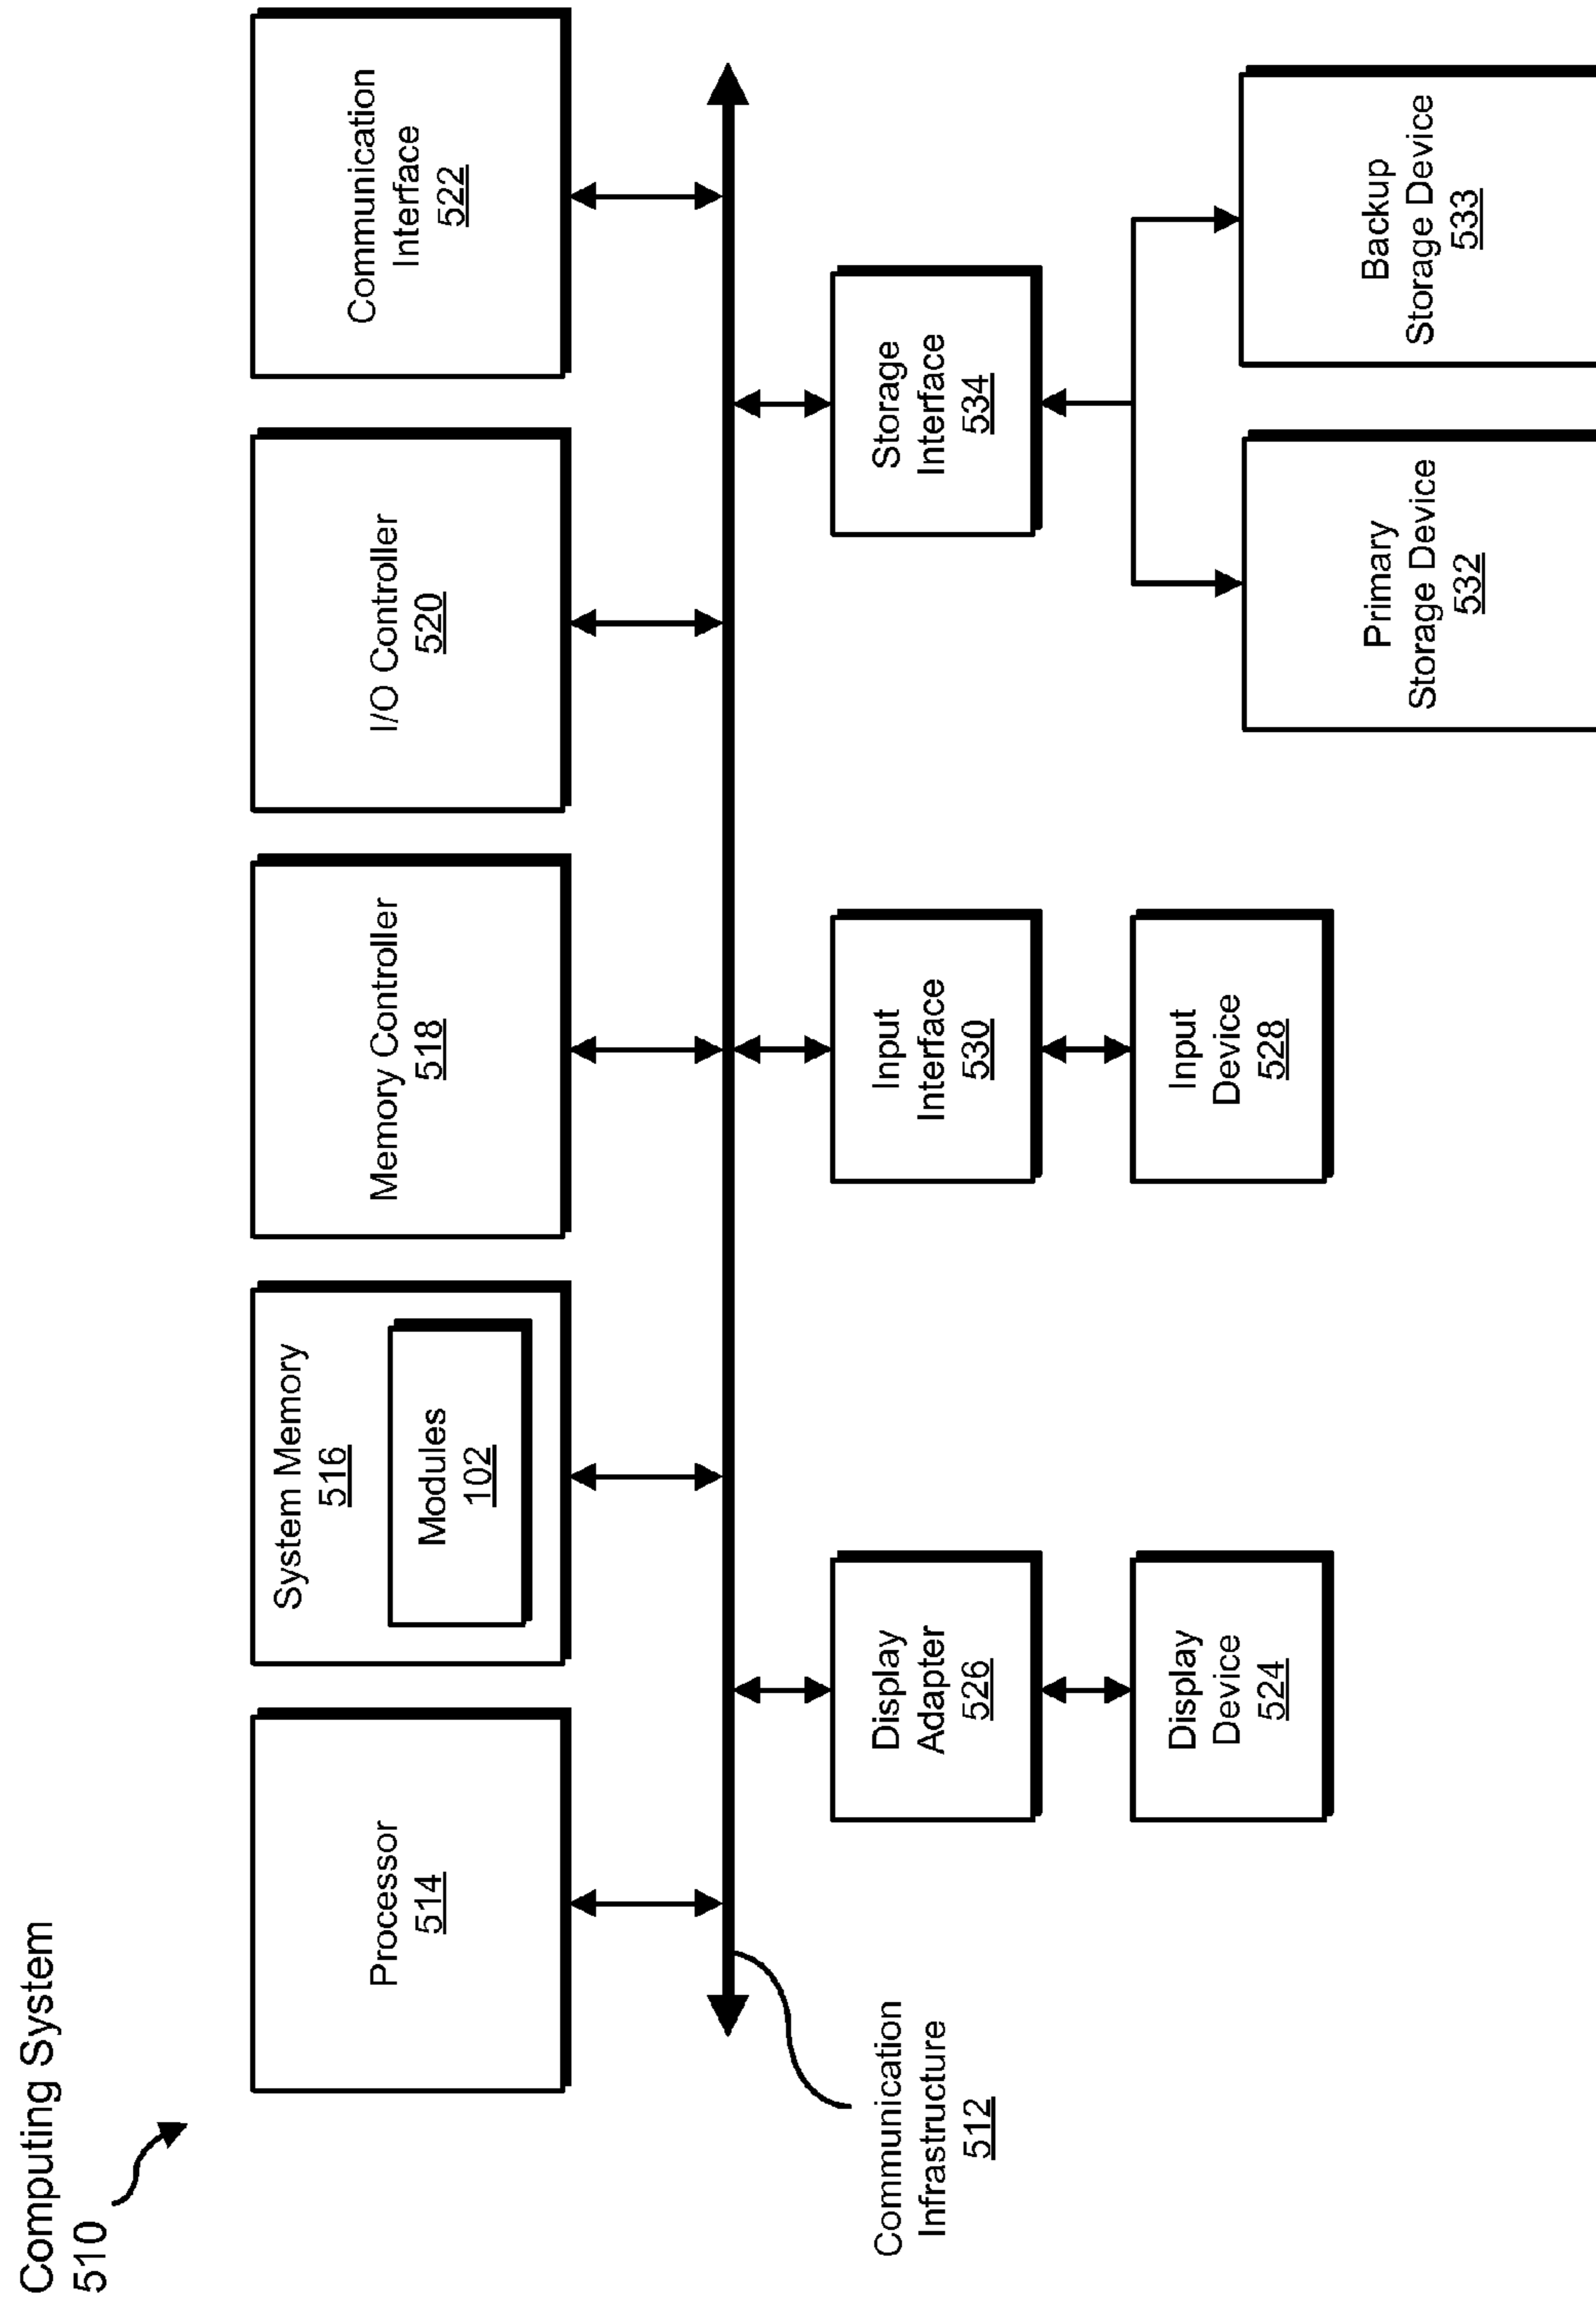 Computing System
510
Processor
514
System Memory
516
Modules
102
Memory Controller
518
I/O Controller
520
Communication
Interface
522
Communication
Infrastructure
512
Display
Adapter
526
Input
Interface
530
Storage
Interface
534
Display
Device
524
Input
Device
528
Primary
Storage Device
532
Backup
Storage Device
533